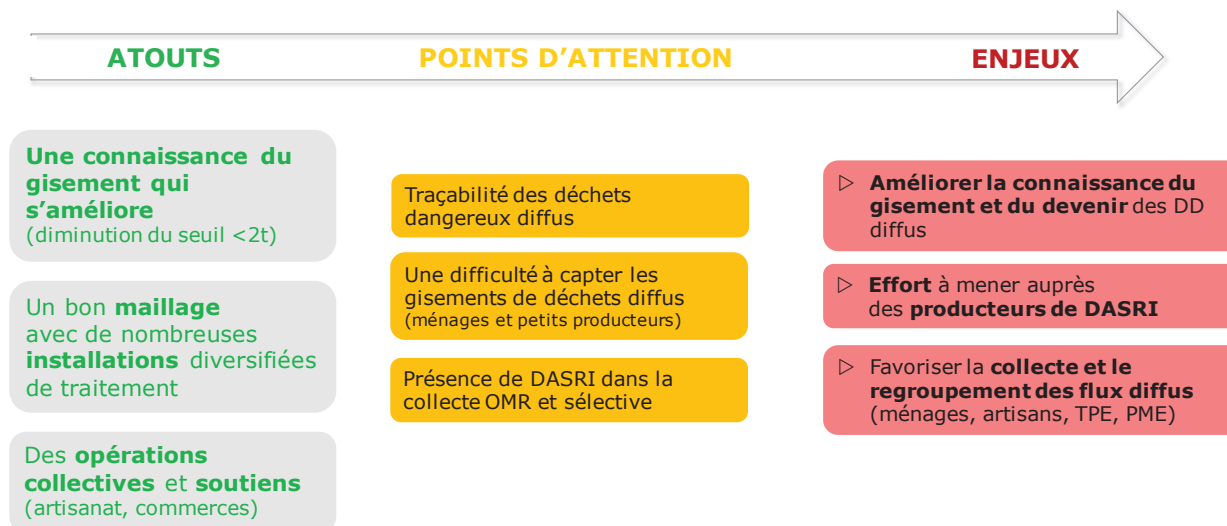 ATOUTS
POINTS D'ATTENTION
ENJEUX
Une connaissance du
gisement qui
s'améliore
(diminution du seuil <2t)
Un bon maillage
avec de nombreuses
installations diversifiées
de traitement
Des opérations
collectives et soutiens
(artisanat, commerces)
Traçabilité des déchets
dangereux diffus
Une difficulté à capter les
gisements de déchets diffus
(ménages et petits producteurs)
Présence de DASRI dans la
collecte OMR et sélective
▷ Améliorer la connaissance du
gisement et du devenir des DD
diffus
▷ Effort à mener auprès
des producteurs de DASRI
▷ Favoriser la collecte et le
regroupement des flux diffus
(ménages, artisans, TPE, PME)